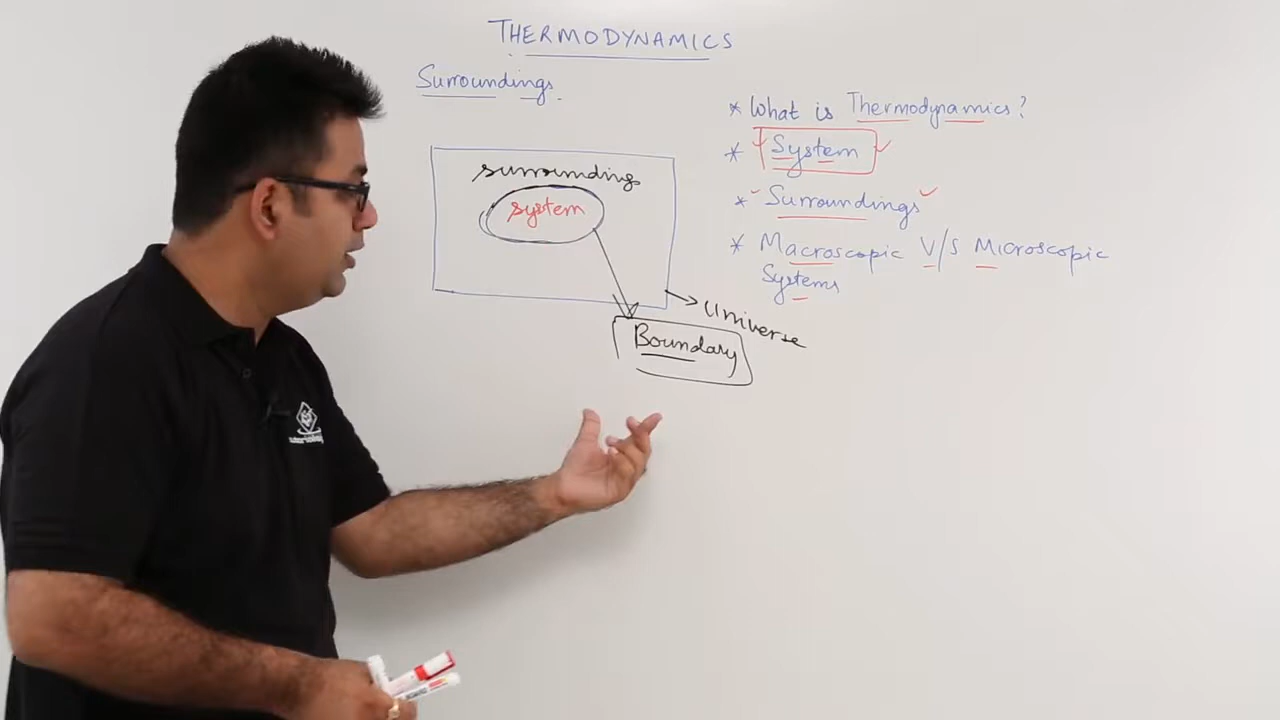 THERMODYNAMICS
Surroundings
surroundings
system
Universe
Boundary
* What is Thermodynamics?
* System
* Surroundings
* Macroscopic V/s Microscopic
Systems